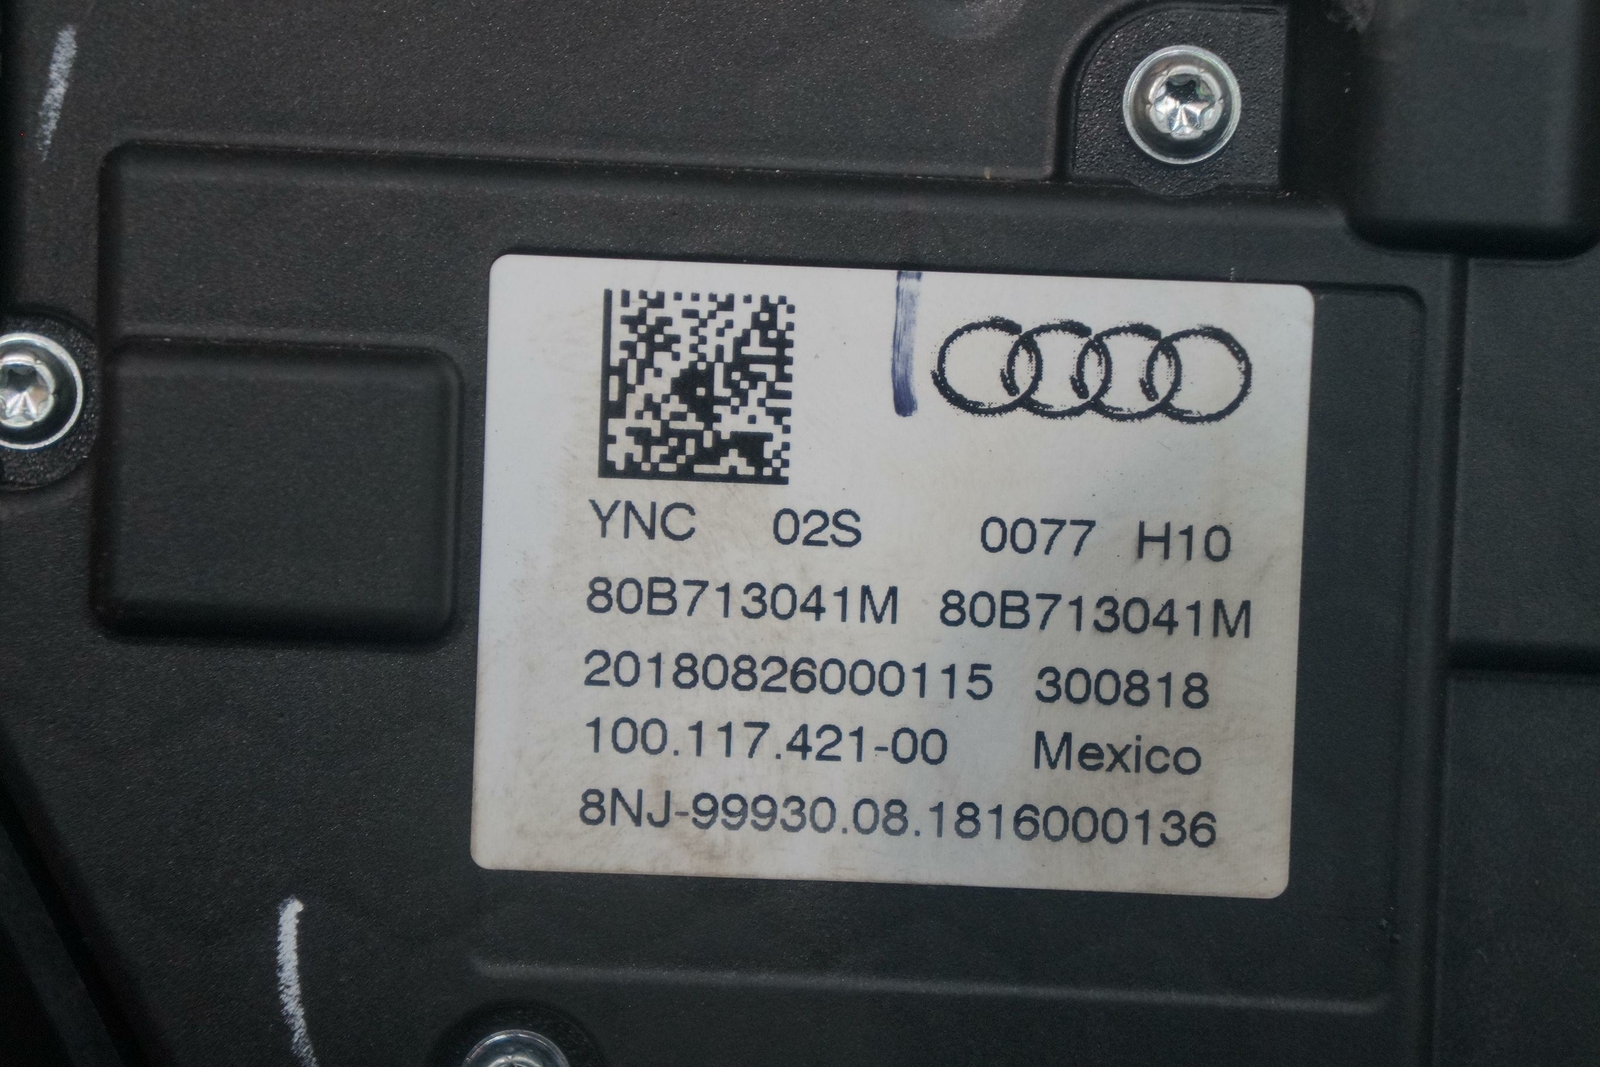 YNC 02S 0077 H10
80B713041M 80B713041M
20180826000115 300818
100.117.421-00 Mexico
8NJ-99930.08.1816000136